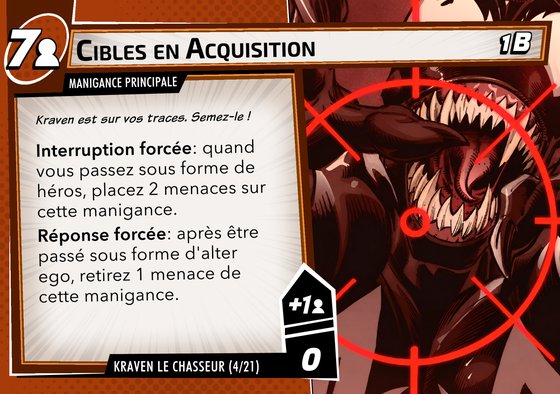 7
CIBLES EN ACQUISITION
1B
MANIGANCE PRINCIPALE
Kraven est sur vos traces. Semez-le !
Interruption forcée: quand
vous passez sous forme de
héros, placez 2 menaces sur
cette manigance.
Réponse forcée: après être
passé sous forme d'alter
ego, retirez 1 menace de
cette manigance.
+1
0
KRAVEN LE CHASSEUR (4/21)